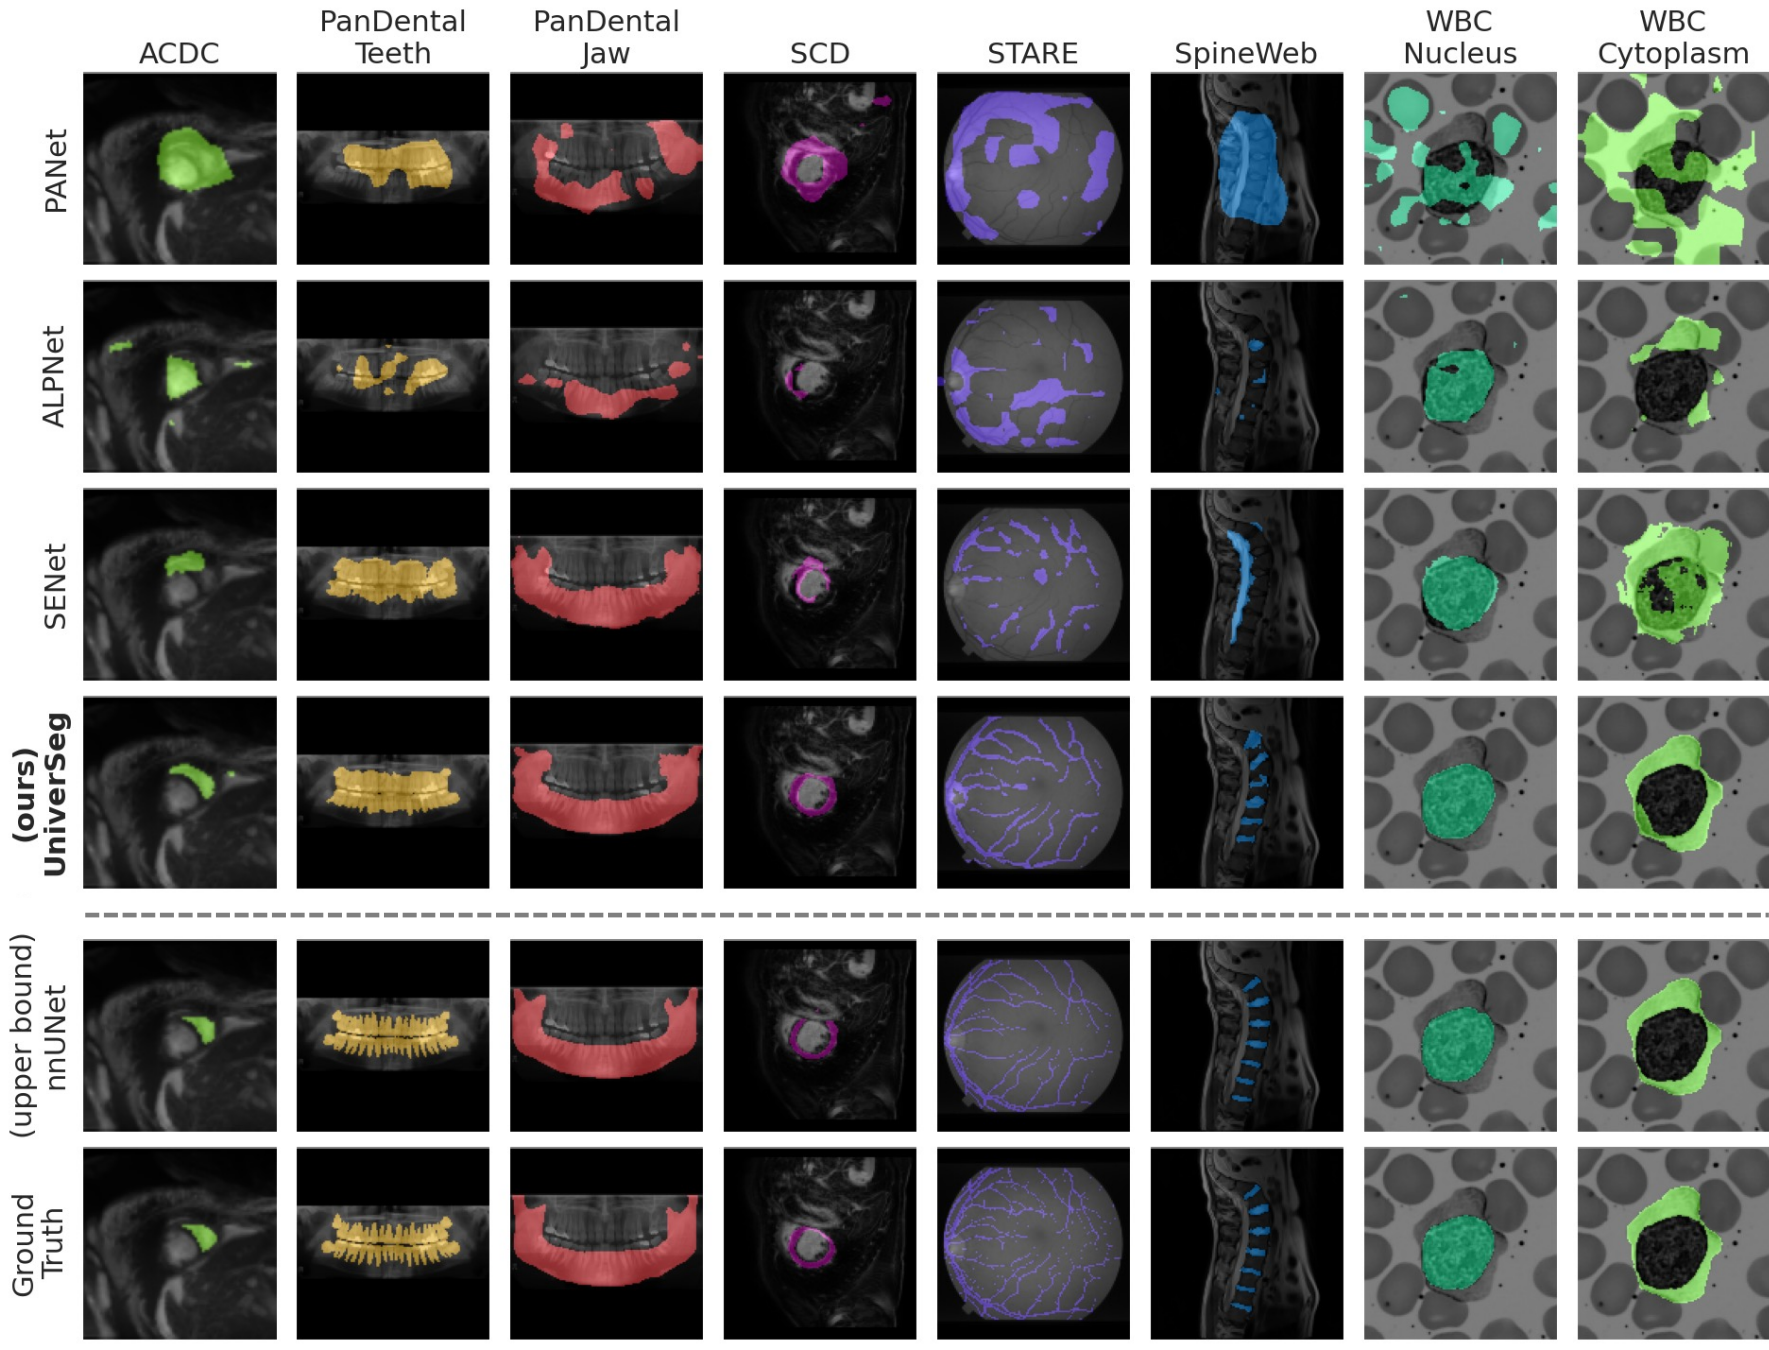 ACDC
PanDental
Teeth
PanDental
Jaw
SCD
STARE
SpineWeb
WBC
Nucleus
WBC
Cytoplasm
PANet
ALPNet
SENet
(ours)
UniverSeg
(upper bound)
nnUNet
Ground
Truth